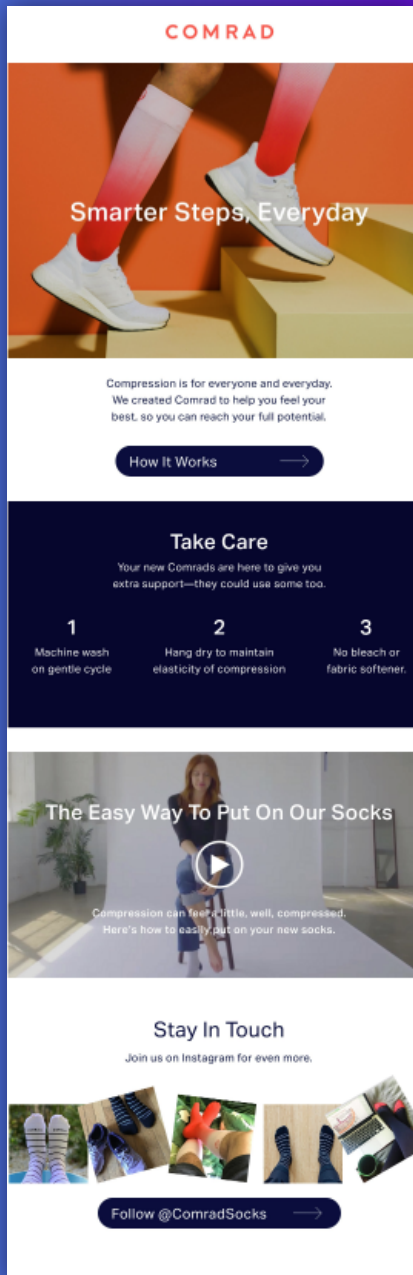 COMRAD
Smarter Steps, Everyday
Compression is for everyone and everyday.
We created Comrad to help you feel your
best, so you can reach your full potential.
How It Works
Take Care
Your new Comrads are here to give you
extra support—they could use some too.
1
Machine wash
on gentle cycle
2
Hang dry to maintain
elasticity of compression
3
No bleach or
fabric softener.
The Easy Way To Put On Our Socks
Compression can feel a little, well, compressed.
Here's how to easily put on your new socks.
Stay In Touch
Join us on Instagram for even more.
Follow @ComradSocks